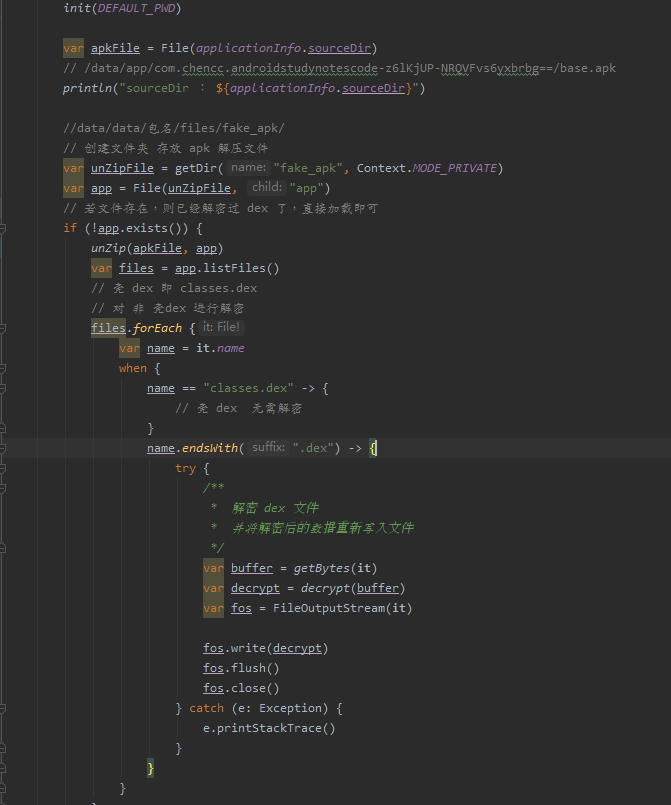 init(DEFAULT_PWD)
var apkFile = File(applicationInfo.sourceDir)
// /data/app/com.chencc.androidstudynotescode-z6lKjUP-NRQVFvs6yxbrbg==/base.apk
println("sourceDir : ${applicationInfo.sourceDir}")
//data/data/包名/files/fake_apk/
// 创建文件夹 存放 apk 解压文件
var unZipFile = getDir( name: "fake_apk", Context.MODE_PRIVATE)
var app = File(unZipFile, child: "app")
// 若文件存在，则已经解密过 dex 了，直接加载即可
if (!app.exists()) {
unZip(apkFile, app)
var files = app.listFiles()
// 壳 dex 即 classes.dex
// 对 非 壳dex 进行解密
files.forEach { it: File!
var name = it.name
when {
name == "classes.dex" -> {
// 壳 dex 无需解密
}
name.endsWith( suffix: ".dex") -> {
try {
/**
* 解密 dex 文件
* 并将解密后的数据重新写入文件
*/
var buffer = getBytes(it)
var decrypt = decrypt(buffer)
var fos = FileOutputStream(it)
fos.write(decrypt)
fos.flush()
fos.close()
} catch (e: Exception) {
e.printStackTrace()
}
}
}